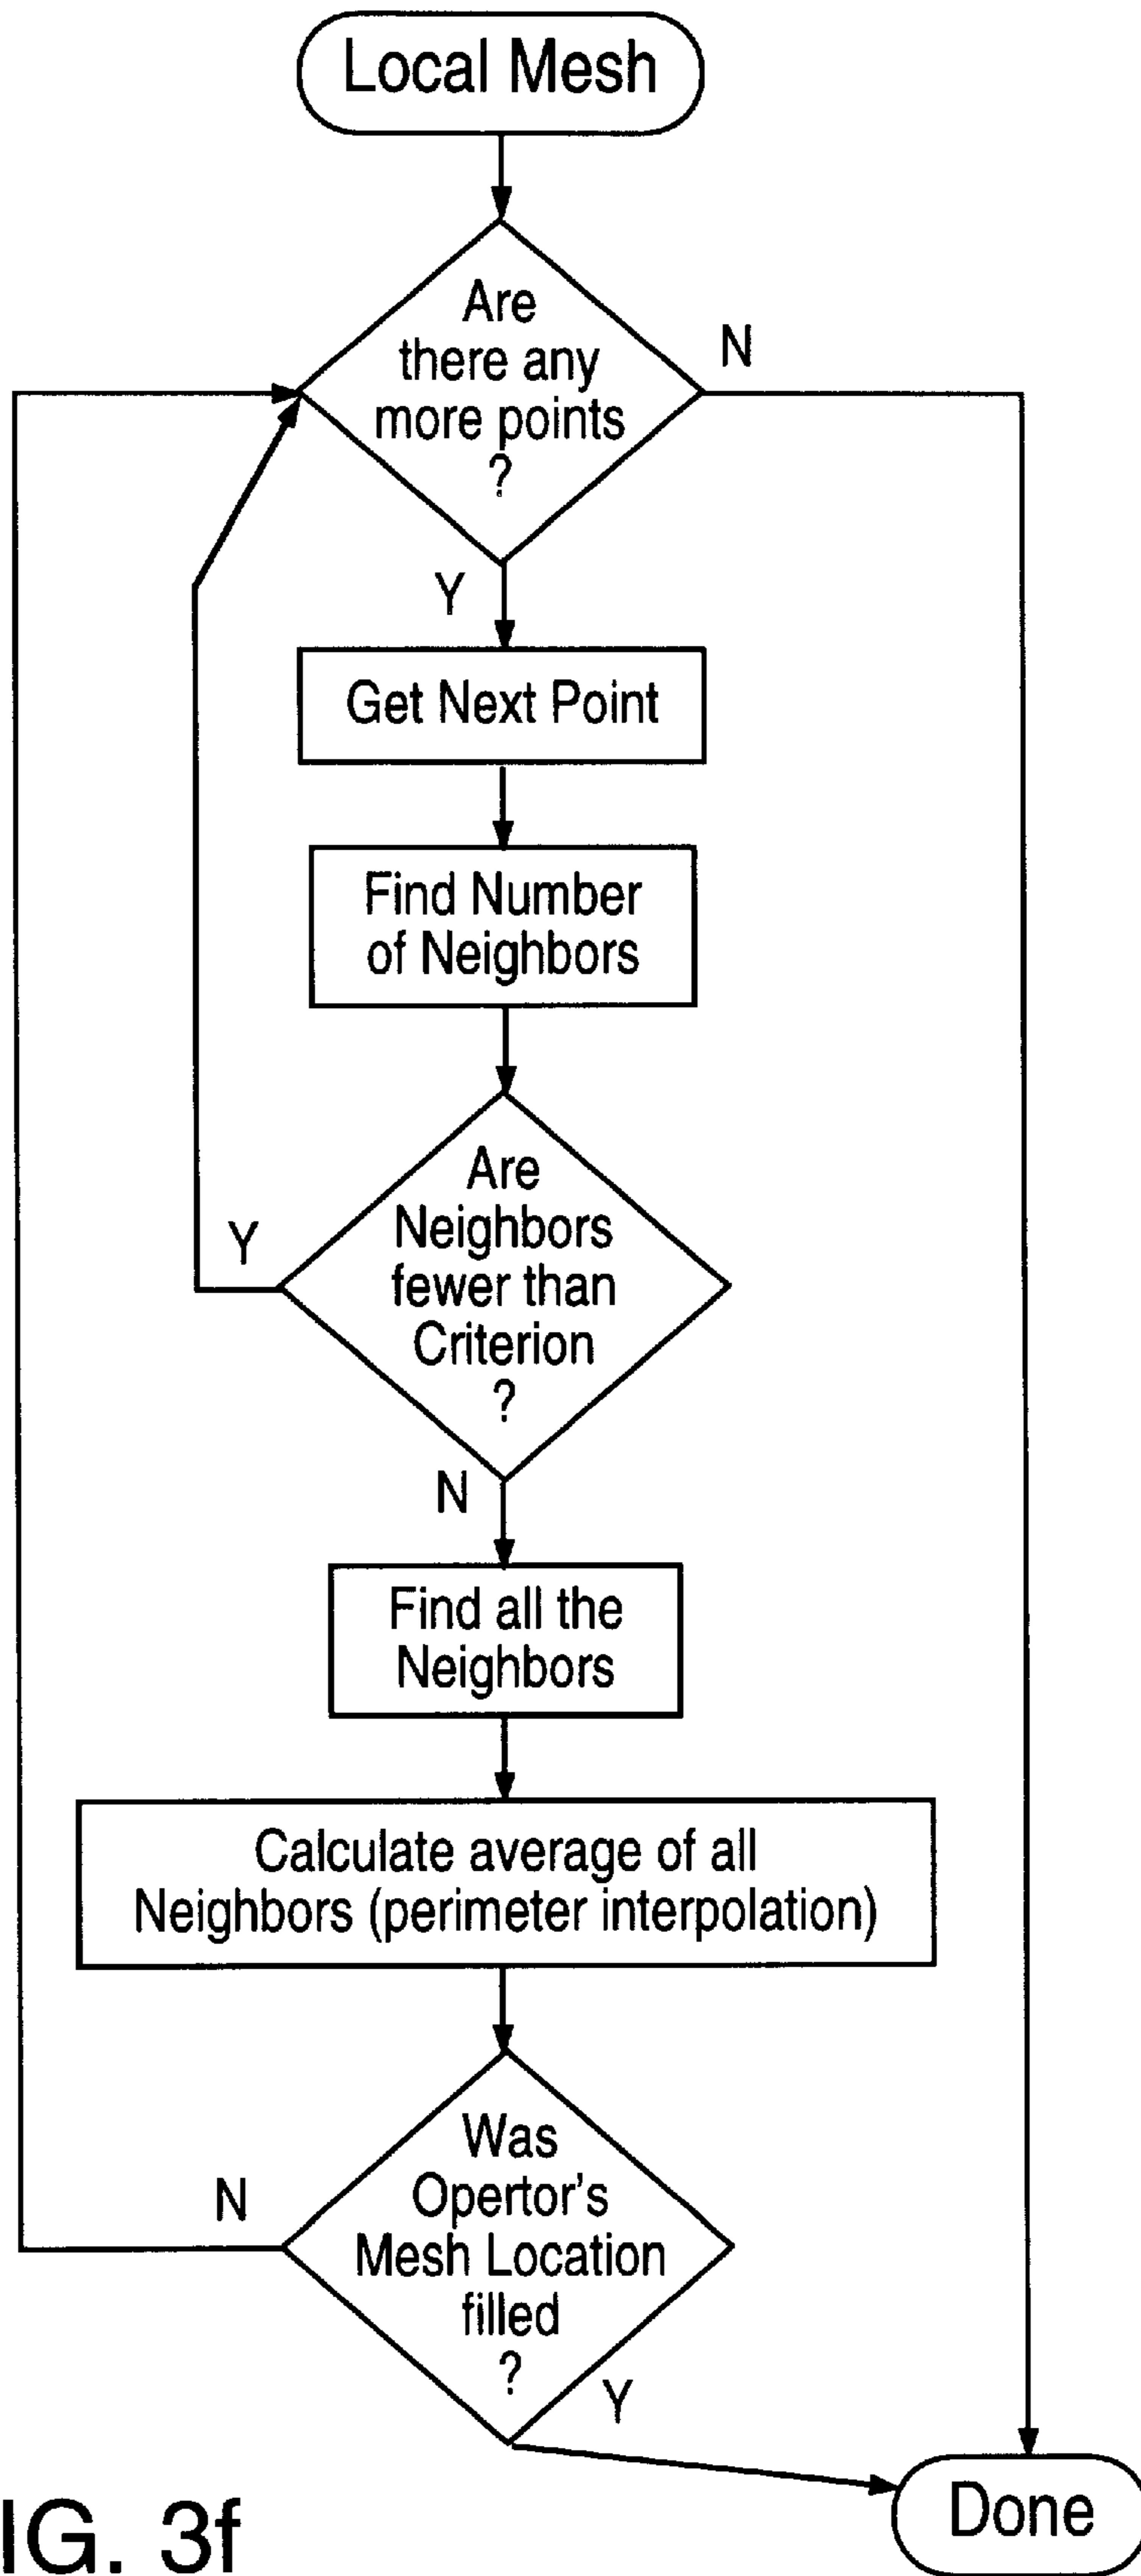 Local Mesh
Are
there any
more points
?
N
Y
Get Next Point
Find Number
of Neighbors
Are
Neighbors
fewer than
Criterion
?
Y
N
Find all the
Neighbors
Calculate average of all
Neighbors (perimeter interpolation)
Was
Opertor's
Mesh Location
filled
?
N
Y
Done
IG. 3f